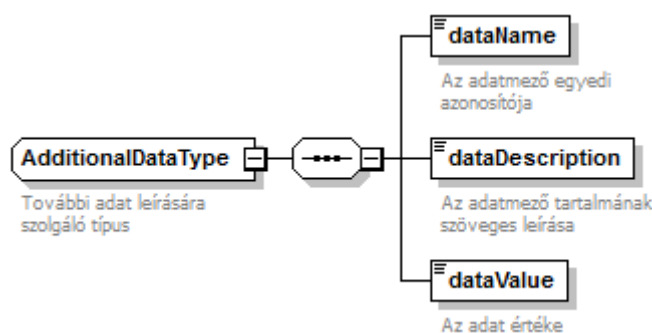 dataName
Az adatmező egyedi
azonosítója
AdditionalDataType
További adat leírására
szolgáló típus
dataDescription
Az adatmező tartalmának
szöveges leírása
dataValue
Az adat értéke